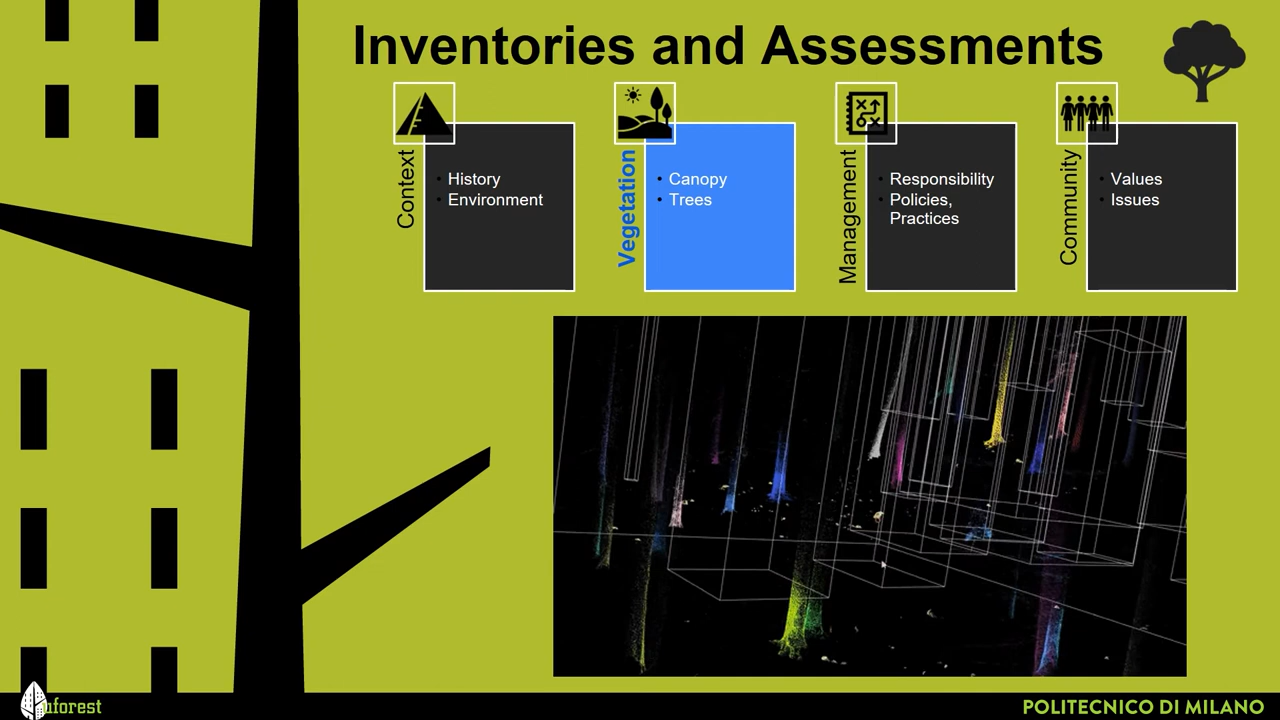 Inventories and Assessments
Context
• History
• Environment
Vegetation
• Canopy
• Trees
Management
• Responsibility
• Policies,
Practices
Community
• Values
• Issues
uforest
POLITECNICO DI MILANO